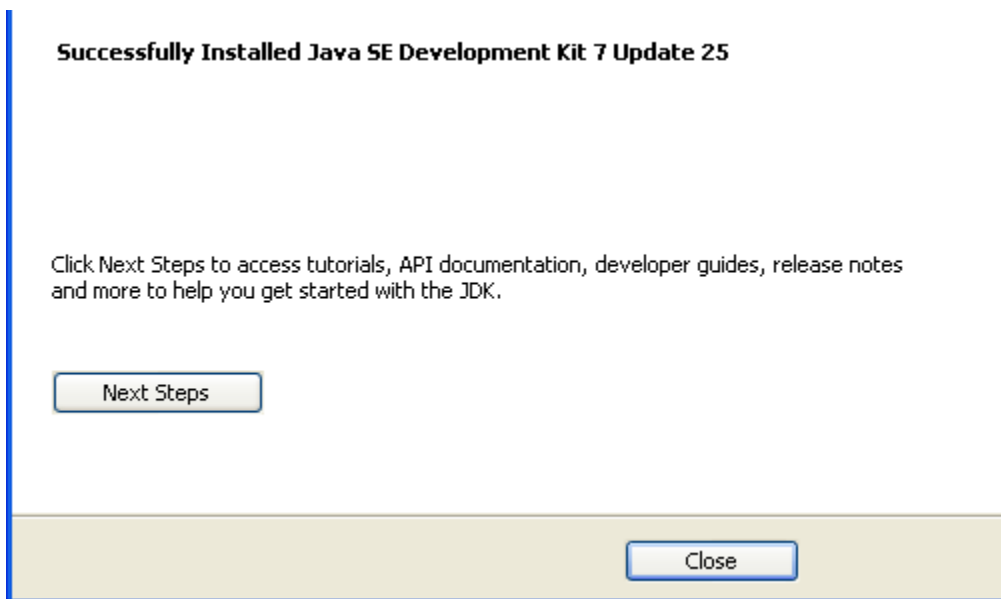 Successfully Installed Java SE Development Kit 7 Update 25
Click Next Steps to access tutorials, API documentation, developer guides, release notes
and more to help you get started with the JDK.
Next Steps
Close